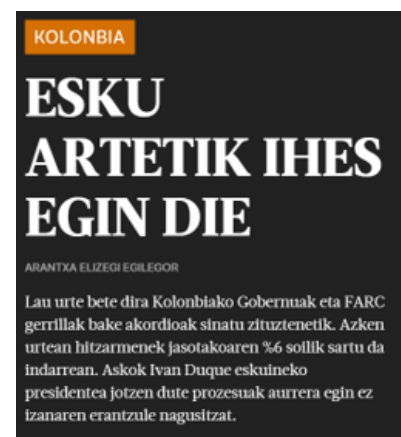 KOLONBIA
ESKU
ARTETIK IHES
EGIN DIE
ARANTXA ELIZEGI EGILEGOR
Lau urte bete dira Kolonbiako Gobernuak eta FARC
gerrillak bake akordioak sinatu zituztenetik. Azken
urtean hitzarmenek jasotakoaren %6 soilik sartu da
indarrean. Askok Ivan Duque eskuineko
presidentea jotzen dute prozesuak aurrera egin ez
izanaren erantzule nagusitzat.